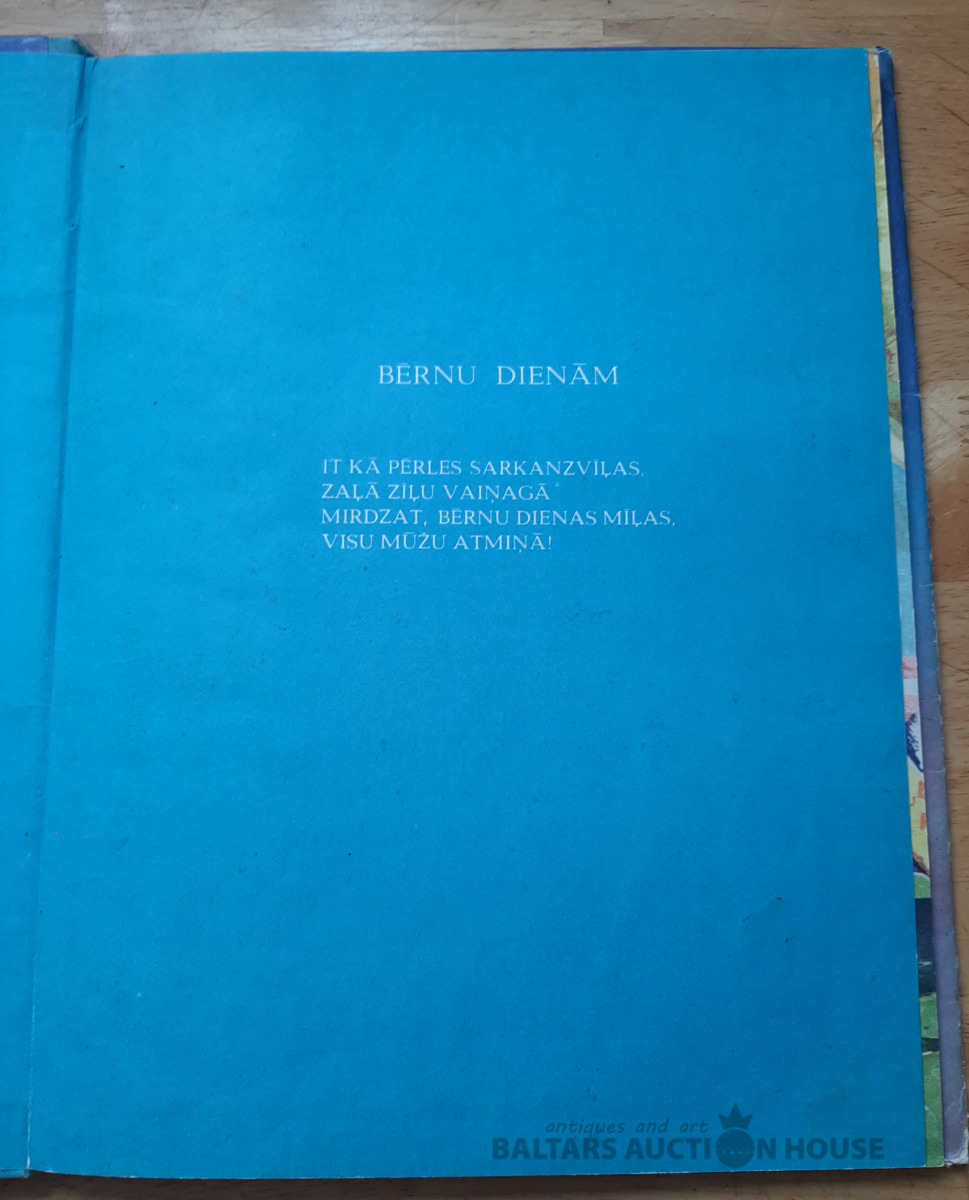 BĒRNU DIENĀM
IT KĀ PĒRLES SARKANZVĪĻAS,
ZAĻĀ ZĪĻU VAIŅAGĀ
MIRDZAT, BĒRNU DIENAS MĪĻAS,
VISU MŪŽU ATMIŅĀ!
antiques and art
BALTARS AUCTION HOUSE